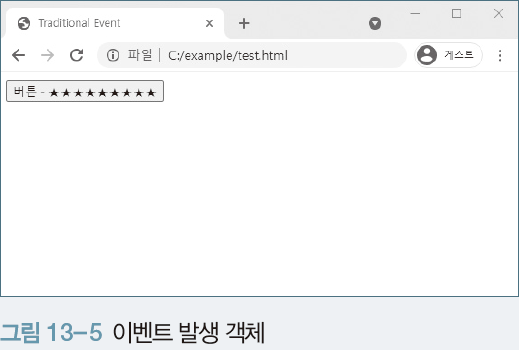 Traditional Event
파일 | C:/example/test.html
게스트
버튼 - ★★★★★★★★★
그림 13-5 이벤트 발생 객체